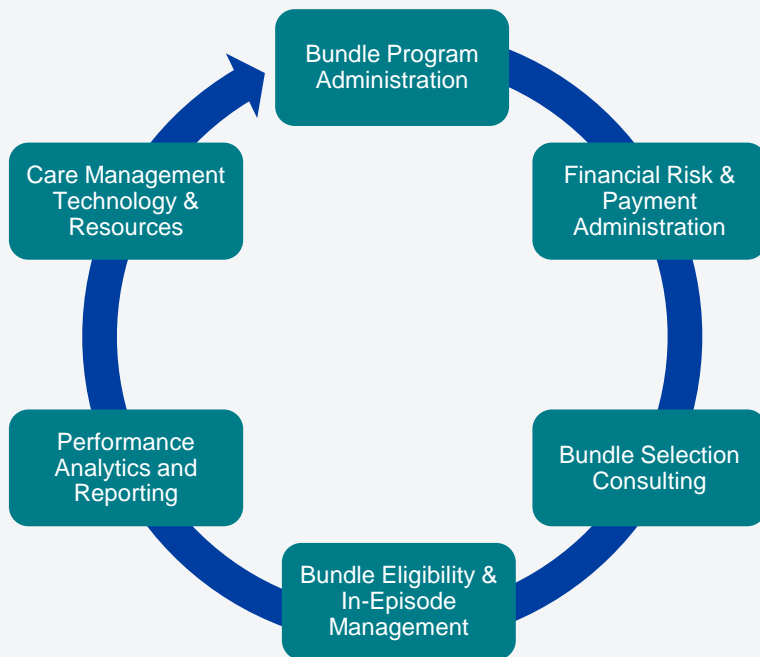 Bundle Program
Administration
Financial Risk &
Payment
Administration
Bundle Selection
Consulting
Bundle Eligibility &
In-Episode
Management
Performance
Analytics and
Reporting
Care Management
Technology &
Resources